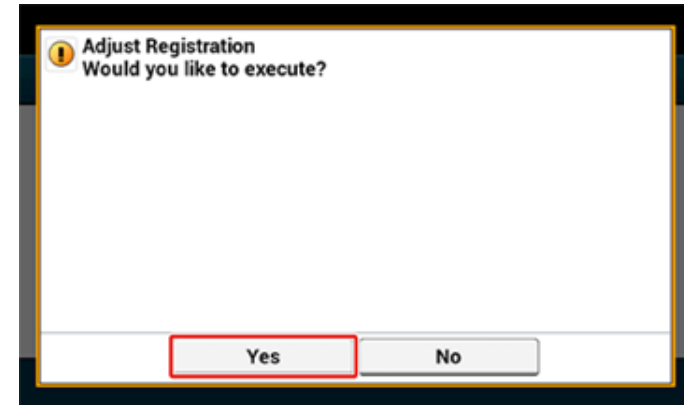 Adjust Registration
Would you like to execute?
Yes
No